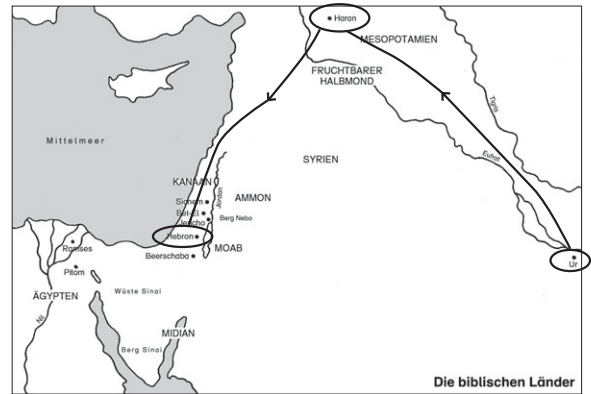 Haran
MESOPOTAMIEN
FRUCHTBARER
HALBMOND
Tigris
Mittelmeer
Eufrat
SYRIEN
KANAAN
Jordan
AMMON
Sichem
Bet-El
Berg Nebo
Jericho
Hebron
MOAB
Ramses
Beerschaba
Ur
Pitom
ÄGYPTEN
Wüste Sinai
Nil
MIDIAN
Berg Sinai
Die biblischen Länder